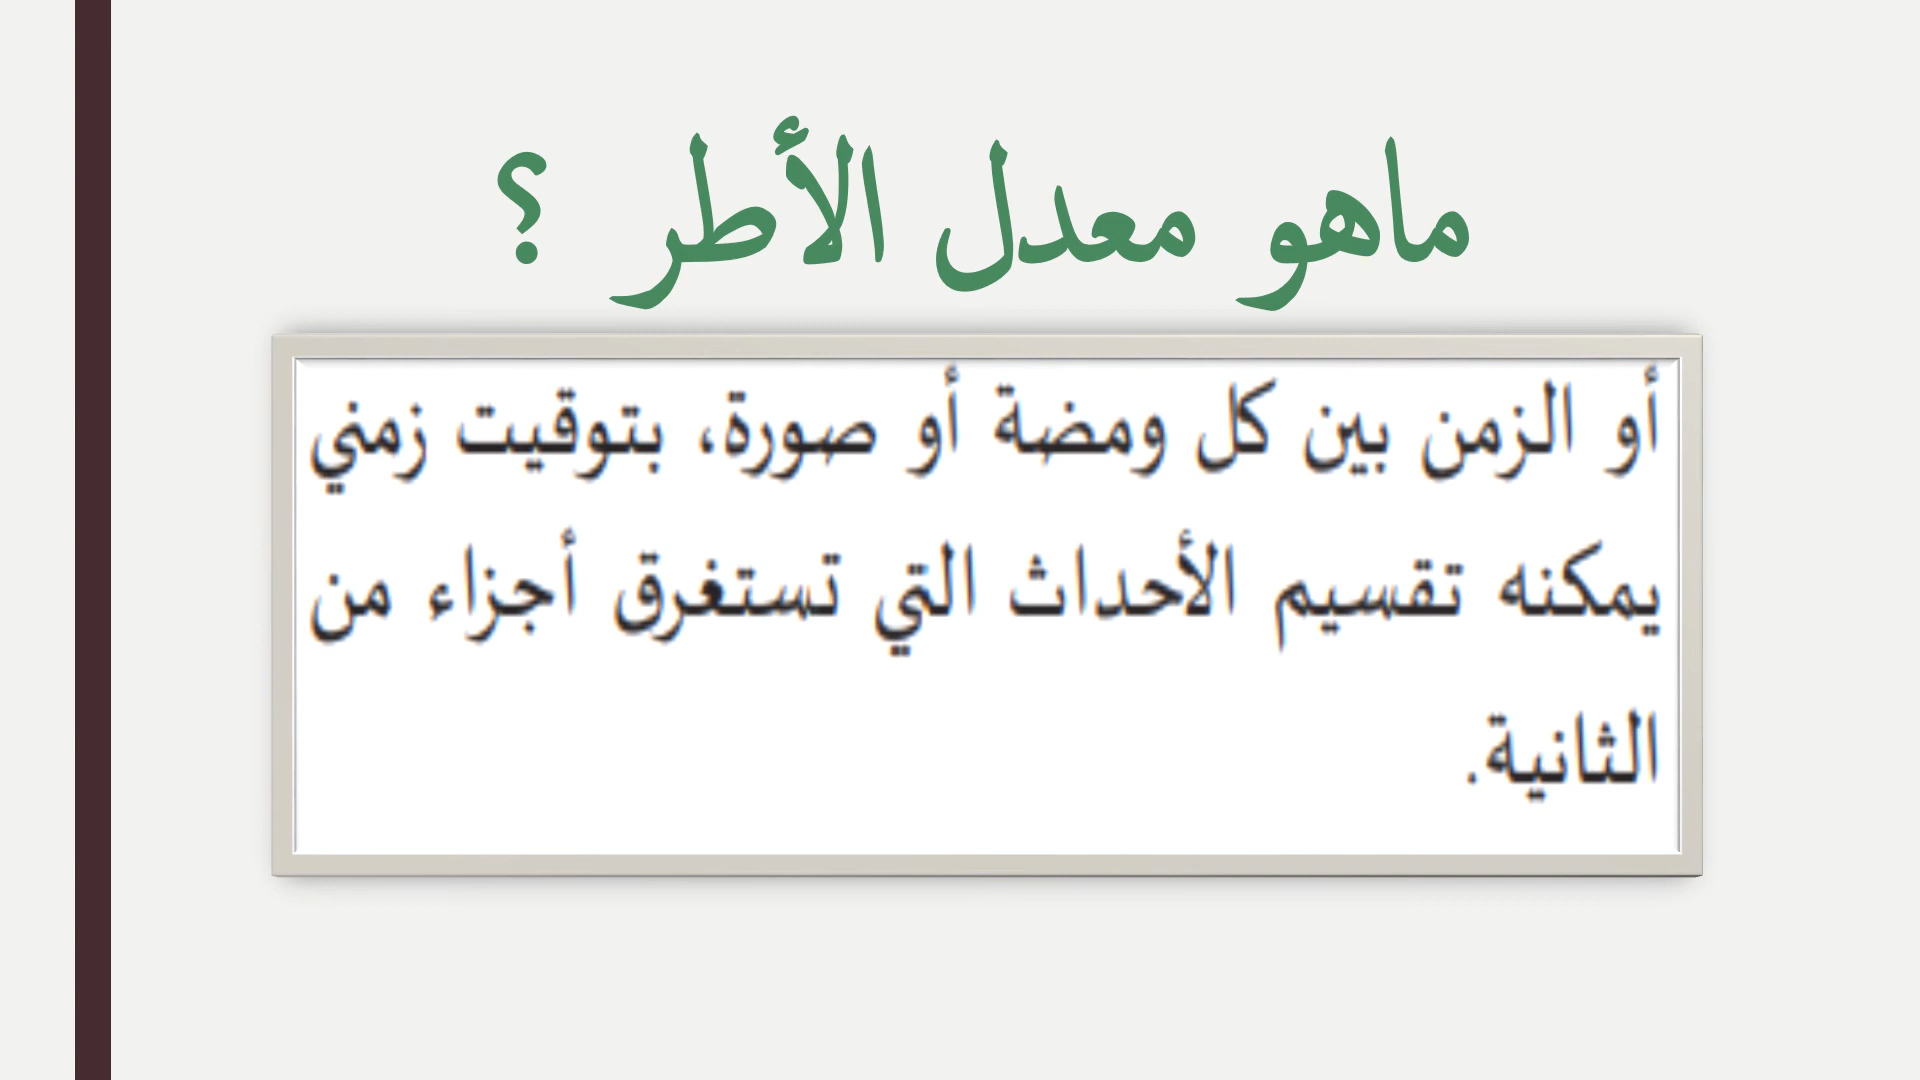 ماهو معدل الأطر ؟
أو الزمن بين كل ومضة أو صورة، بتوقيت زمني
يمكنه تقسيم الأحداث التي تستغرق أجزاء من
الثانية.